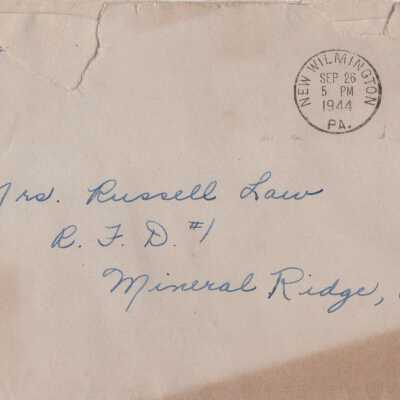 NEW WILMINGTON
SEP 26
5 PM
1944
PA.
Mrs. Russell Law
R. F. D. #1
Mineral Ridge,